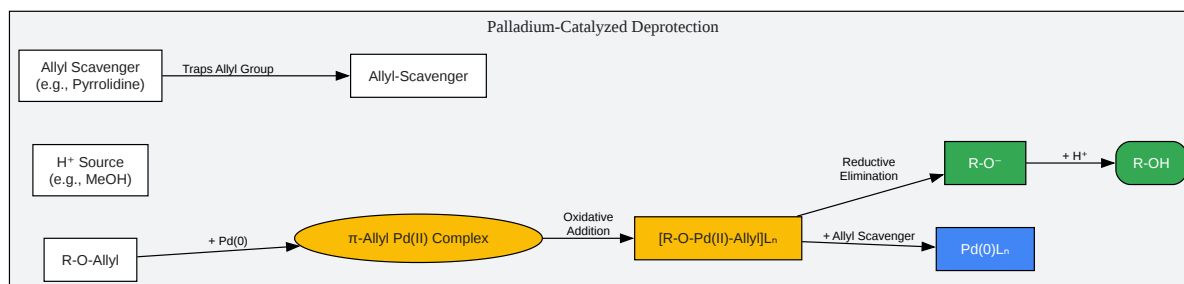 Palladium-Catalyzed Deprotection
Allyl Scavenger
(e.g., Pyrrolidine)
Traps Allyl Group
Allyl-Scavenger
H⁺ Source
(e.g., MeOH)
Reductive
Elimination
R-O⁻
+ H⁺
R-OH
R-O-Allyl
+ Pd(0)
π-Allyl Pd(II) Complex
Oxidative
Addition
[R-O-Pd(II)-Allyl]Lₙ
+ Allyl Scavenger
Pd(0)Lₙ